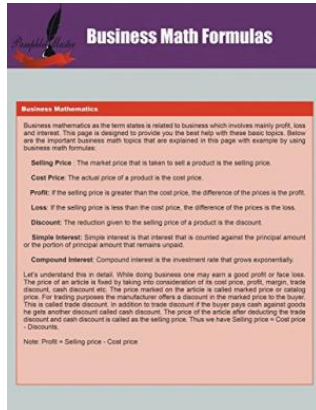 Pamphlet Master
Business Math Formulas
Business Mathematics
Business mathematics as the term states is related to business which involves mainly profit, loss
and interest. This page is designed to provide you the best help with these basic topics. Below
are the important business math topics that are explained in this page with example by using
business math formulas:
Selling Price : The market price that is taken to sell a product is the selling price.
Cost Price: The actual price of a product is the cost price.
Profit: If the selling price is greater than the cost price, the difference of the prices is the profit.
Loss: If the selling price is less than the cost price, the difference of the prices is the loss.
Discount: The reduction given to the selling price of a product is the discount.
Simple Interest: Simple interest is that interest that is counted against the principal amount
or the portion of principal amount that remains unpaid.
Compound Interest: Compound interest is the investment rate that grows exponentially.
Let's understand this in detail. While doing business one may earn a good profit or face loss.
The price of an article is fixed by taking into consideration of its cost price, profit, margin, trade
discount, cash discount etc. The price marked on the article is called marked price or catalog
price. For trading purposes the manufacturer offers a discount in the marked price to the buyer.
This is called trade discount. In addition to trade discount if the buyer pays cash against goods
he gets another discount called cash discount. The price of the article after deducting the trade
discount and cash discount is called as the selling price. Thus we have Selling price = Cost price
- Discounts.
Note: Profit = Selling price - Cost price